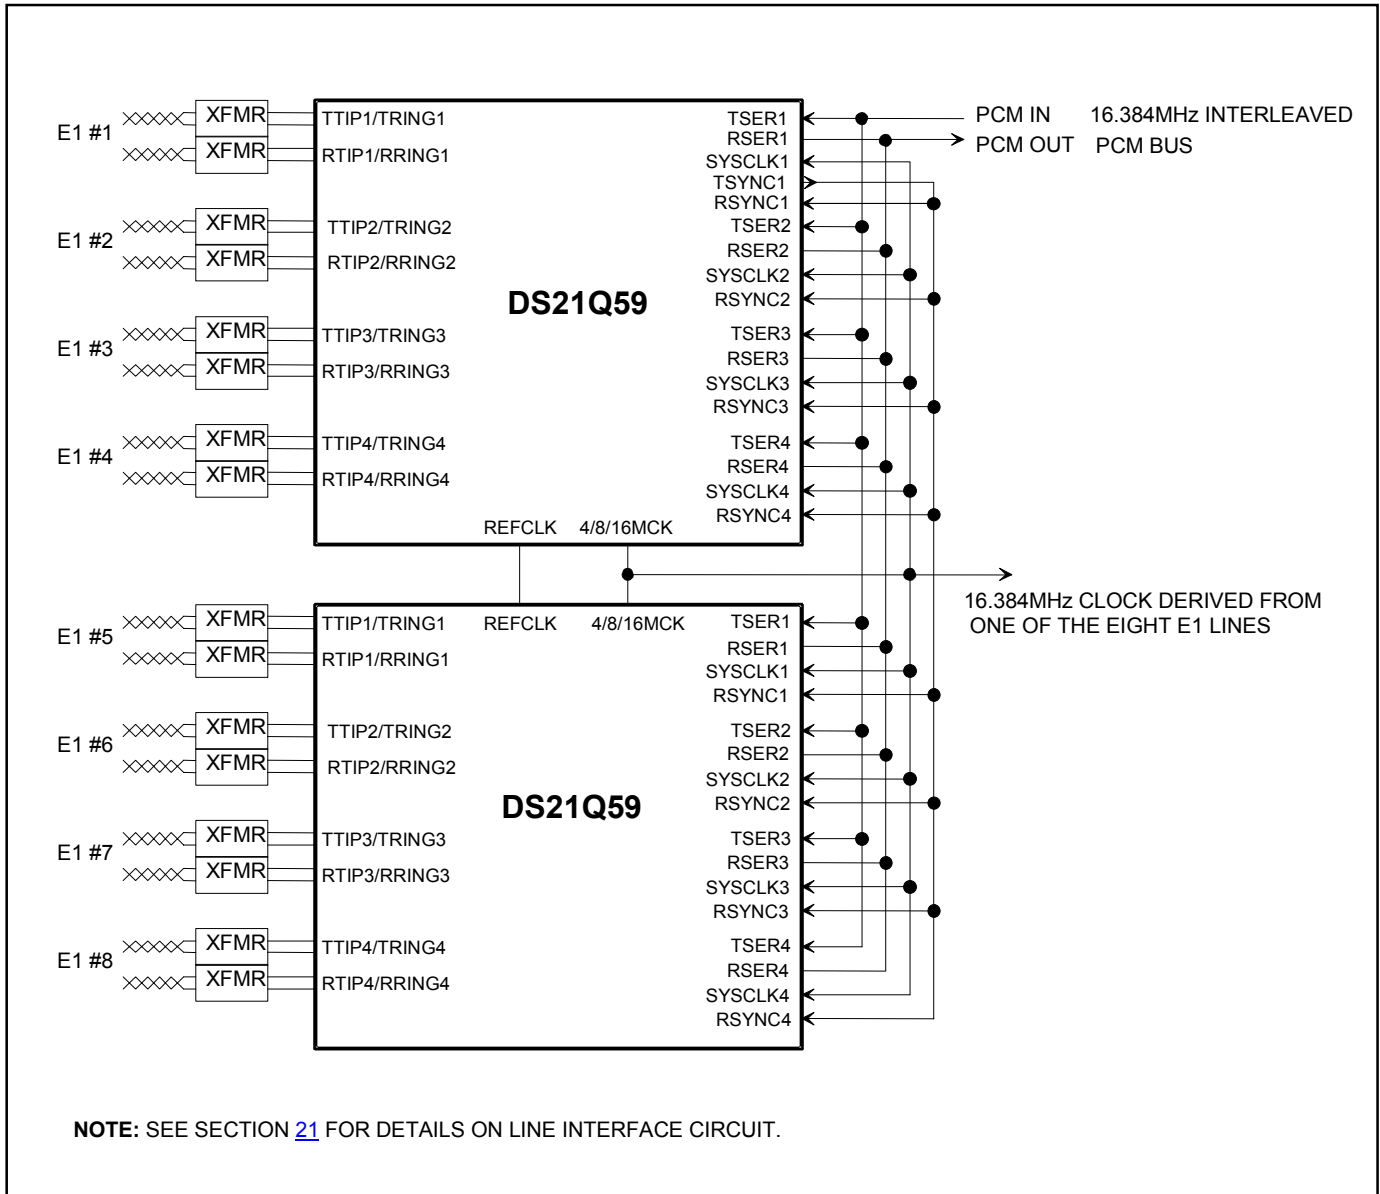 E1 #1
XFMR
XFMR
TTIP1/TRING1
RTIP1/RRING1
E1 #2
XFMR
XFMR
TTIP2/TRING2
RTIP2/RRING2
E1 #3
XFMR
XFMR
TTIP3/TRING3
RTIP3/RRING3
E1 #4
XFMR
XFMR
TTIP4/TRING4
RTIP4/RRING4
DS21Q59
TSER1
RSER1
SYSCLK1
TSYNC1
RSYNC1
TSER2
RSER2
SYSCLK2
RSYNC2
TSER3
RSER3
SYSCLK3
RSYNC3
TSER4
RSER4
SYSCLK4
RSYNC4
REFCLK 4/8/16MCK
PCM IN 16.384MHz INTERLEAVED
PCM OUT PCM BUS
16.384MHz CLOCK DERIVED FROM
ONE OF THE EIGHT E1 LINES
E1 #5
XFMR
XFMR
TTIP1/TRING1
RTIP1/RRING1
E1 #6
XFMR
XFMR
TTIP2/TRING2
RTIP2/RRING2
E1 #7
XFMR
XFMR
TTIP3/TRING3
RTIP3/RRING3
E1 #8
XFMR
XFMR
TTIP4/TRING4
RTIP4/RRING4
REFCLK 4/8/16MCK
DS21Q59
TSER1
RSER1
SYSCLK1
RSYNC1
TSER2
RSER2
SYSCLK2
RSYNC2
TSER3
RSER3
SYSCLK3
RSYNC3
TSER4
RSER4
SYSCLK4
RSYNC4
NOTE: SEE SECTION 21 FOR DETAILS ON LINE INTERFACE CIRCUIT.